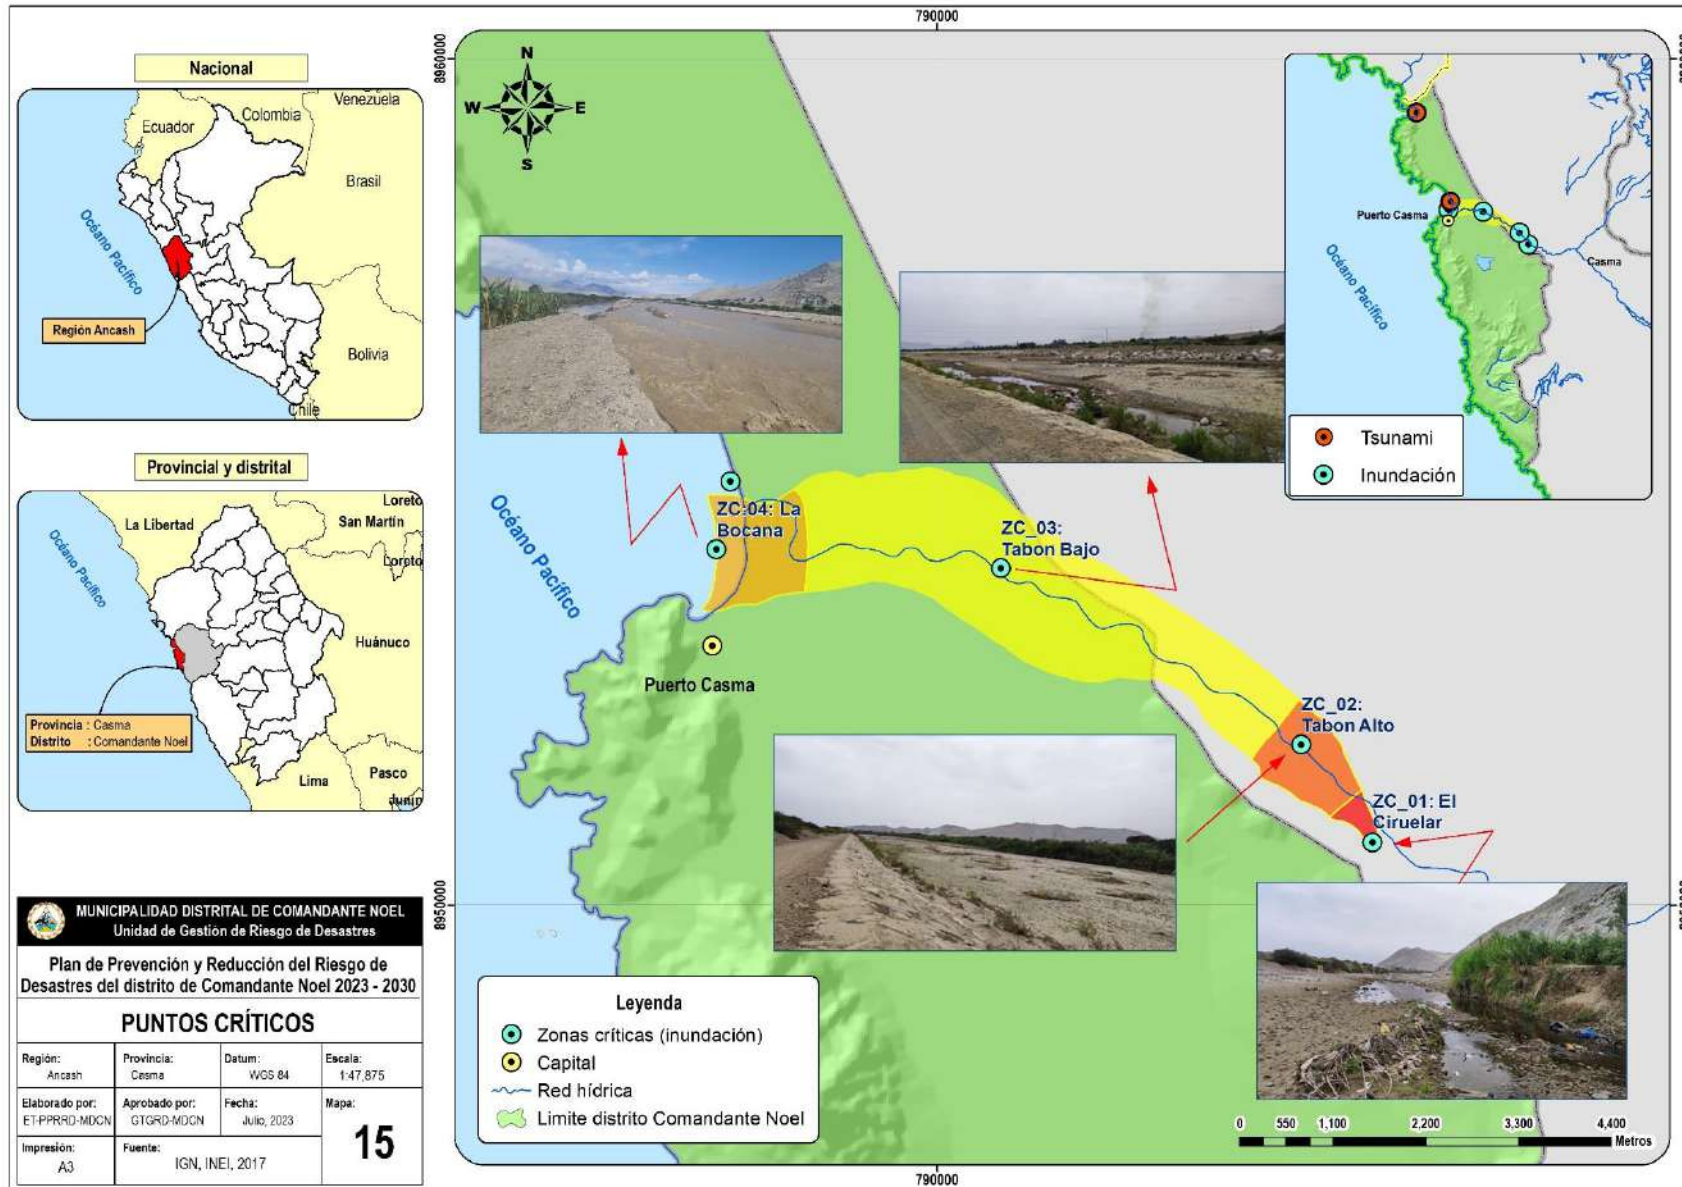 Nacional
Ecuador
Colombia
Venezuela
Brasil
Océano Pacífico
Región Ancash
Bolivia
Chile
Provincial y distrital
La Libertad
Loreto
San Martín
Loreto
Océano Pacífico
Huánuco
Provincia : Casma
Distrito : Comandante Noel
Lima
Pasco
Junín
MUNICIPALIDAD DISTRITAL DE COMANDANTE NOEL
Unidad de Gestión de Riesgo de Desastres
Plan de Prevención y Reducción del Riesgo de
Desastres del distrito de Comandante Noel 2023 - 2030
PUNTOS CRÍTICOS
Región:
Ancash
Provincia:
Casma
Datum:
WGS 84
Escala:
1:47,875
Elaborado por:
ET-PPRRD-MDCN
Aprobado por:
GTGRD-MDCN
Fecha:
Julio, 2023
Mapa:
15
Impresión:
A3
Fuente:
IGN, INEI, 2017
790000
8960000
N
W E
S
Océano Pacífico
ZC:04: La
Bocana
ZC_03:
Tabon Bajo
ZC_02:
Tabon Alto
ZC_01: El
Ciruelar
Puerto Casma
8950000
Puerto Casma
Casma
Océano Pacífico
Tsunami
Inundación
Leyenda
Zonas críticas (inundación)
Capital
Red hídrica
Limite distrito Comandante Noel
0 550 1,100 2,200 3,300 4,400
Metros
790000